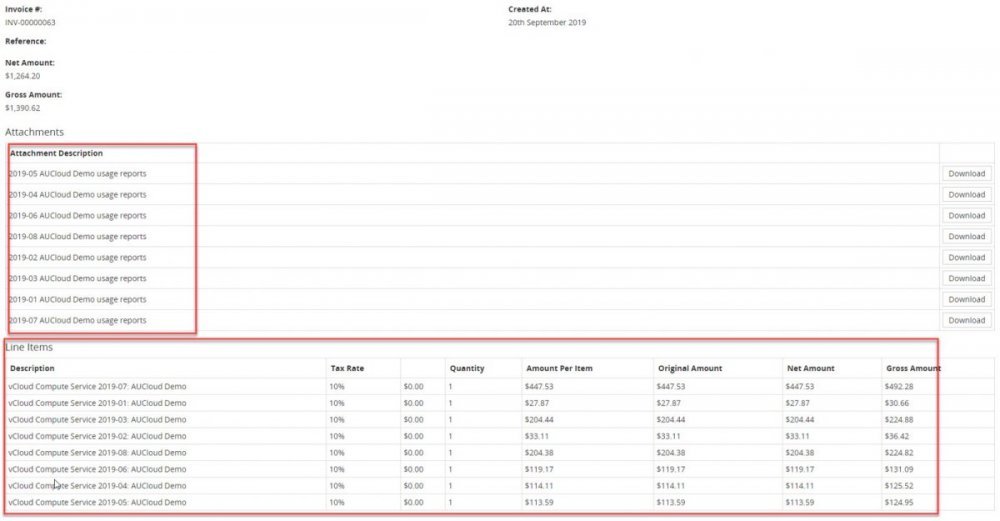 Invoice #: Created At:
INV-00000063 20th September 2019
Reference:
Net Amount:
$1,264.20
Gross Amount:
$1,390.62
Attachments
Attachment Description
2019-05 AUCloud Demo usage reports Download
2019-04 AUCloud Demo usage reports Download
2019-06 AUCloud Demo usage reports Download
2019-08 AUCloud Demo usage reports Download
2019-02 AUCloud Demo usage reports Download
2019-03 AUCloud Demo usage reports Download
2019-01 AUCloud Demo usage reports Download
2019-07 AUCloud Demo usage reports Download
Line Items
Description Tax Rate Quantity Amount Per Item Original Amount Net Amount Gross Amount
vCloud Compute Service 2019-07: AUCloud Demo 10% $0.00 1 $447.53 $447.53 $447.53 $492.28
vCloud Compute Service 2019-01: AUCloud Demo 10% $0.00 1 $27.87 $27.87 $27.87 $30.66
vCloud Compute Service 2019-03: AUCloud Demo 10% $0.00 1 $204.44 $204.44 $204.44 $224.88
vCloud Compute Service 2019-02: AUCloud Demo 10% $0.00 1 $33.11 $33.11 $33.11 $36.42
vCloud Compute Service 2019-08: AUCloud Demo 10% $0.00 1 $204.38 $204.38 $204.38 $224.82
vCloud Compute Service 2019-06: AUCloud Demo 10% $0.00 1 $119.17 $119.17 $119.17 $131.09
vCloud Compute Service 2019-04: AUCloud Demo 10% $0.00 1 $114.11 $114.11 $114.11 $125.52
vCloud Compute Service 2019-05: AUCloud Demo 10% $0.00 1 $113.59 $113.59 $113.59 $124.95